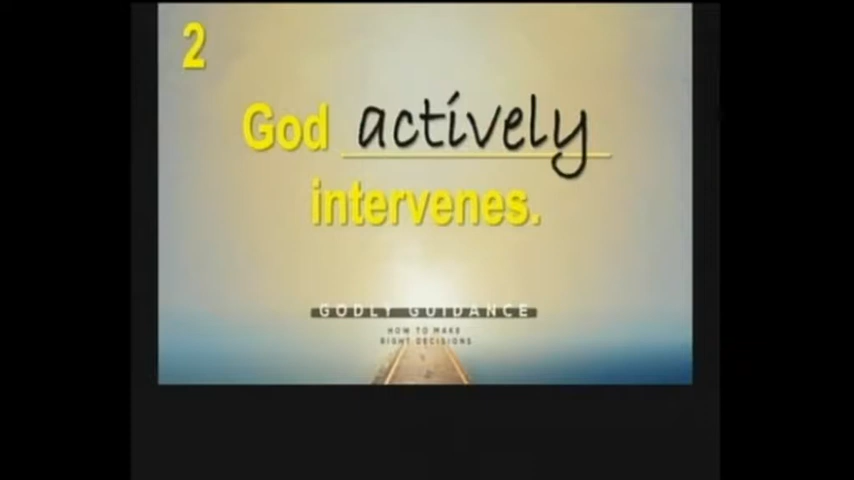 2
God actively
intervenes.
GODLY GUIDANCE
HOW TO MAKE
RIGHT DECISIONS